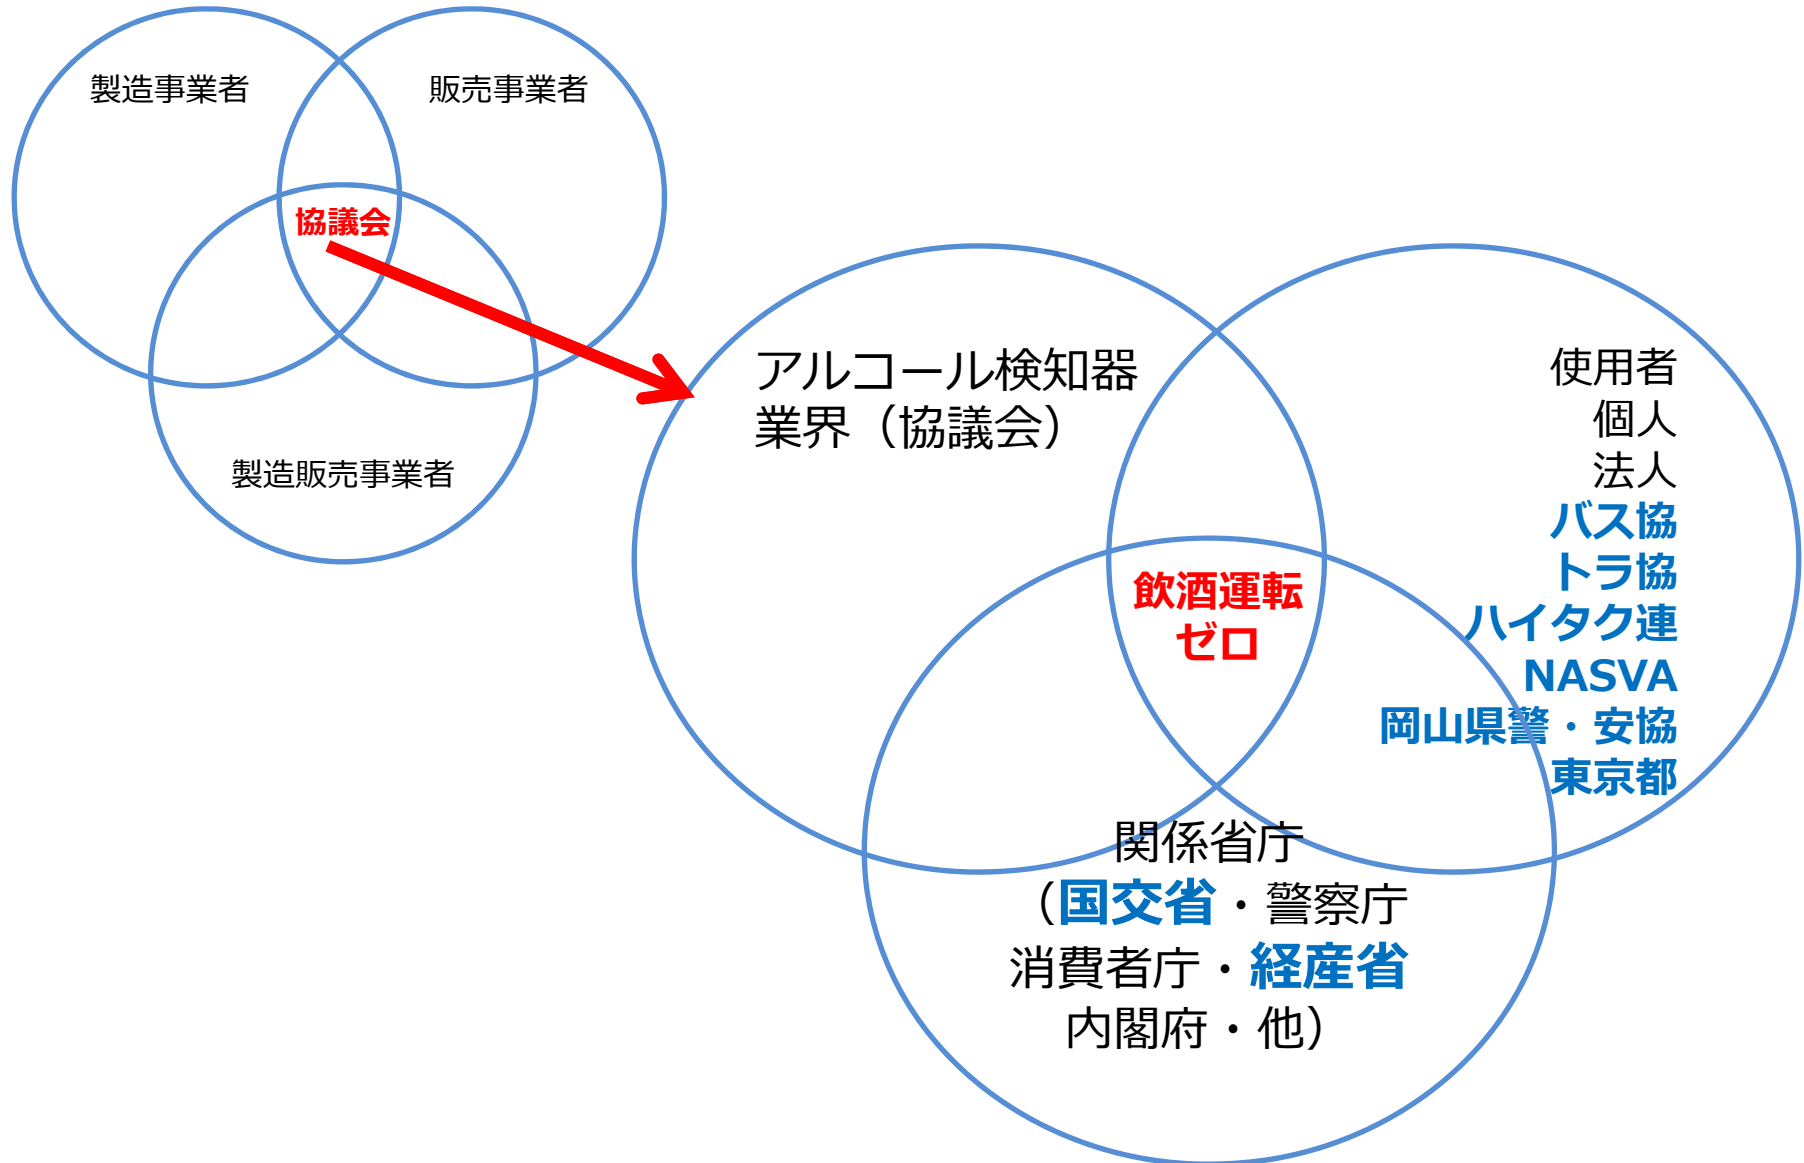 製造事業者
販売事業者
協議会
製造販売事業者
アルコール検知器
業界（協議会）
使用者
個人
法人
バス協
トラ協
ハイタク連
NASVA
岡山県警・安協
東京都
飲酒運転
ゼロ
関係省庁
（国交省・警察庁
消費者庁・経産省
内閣府・他）